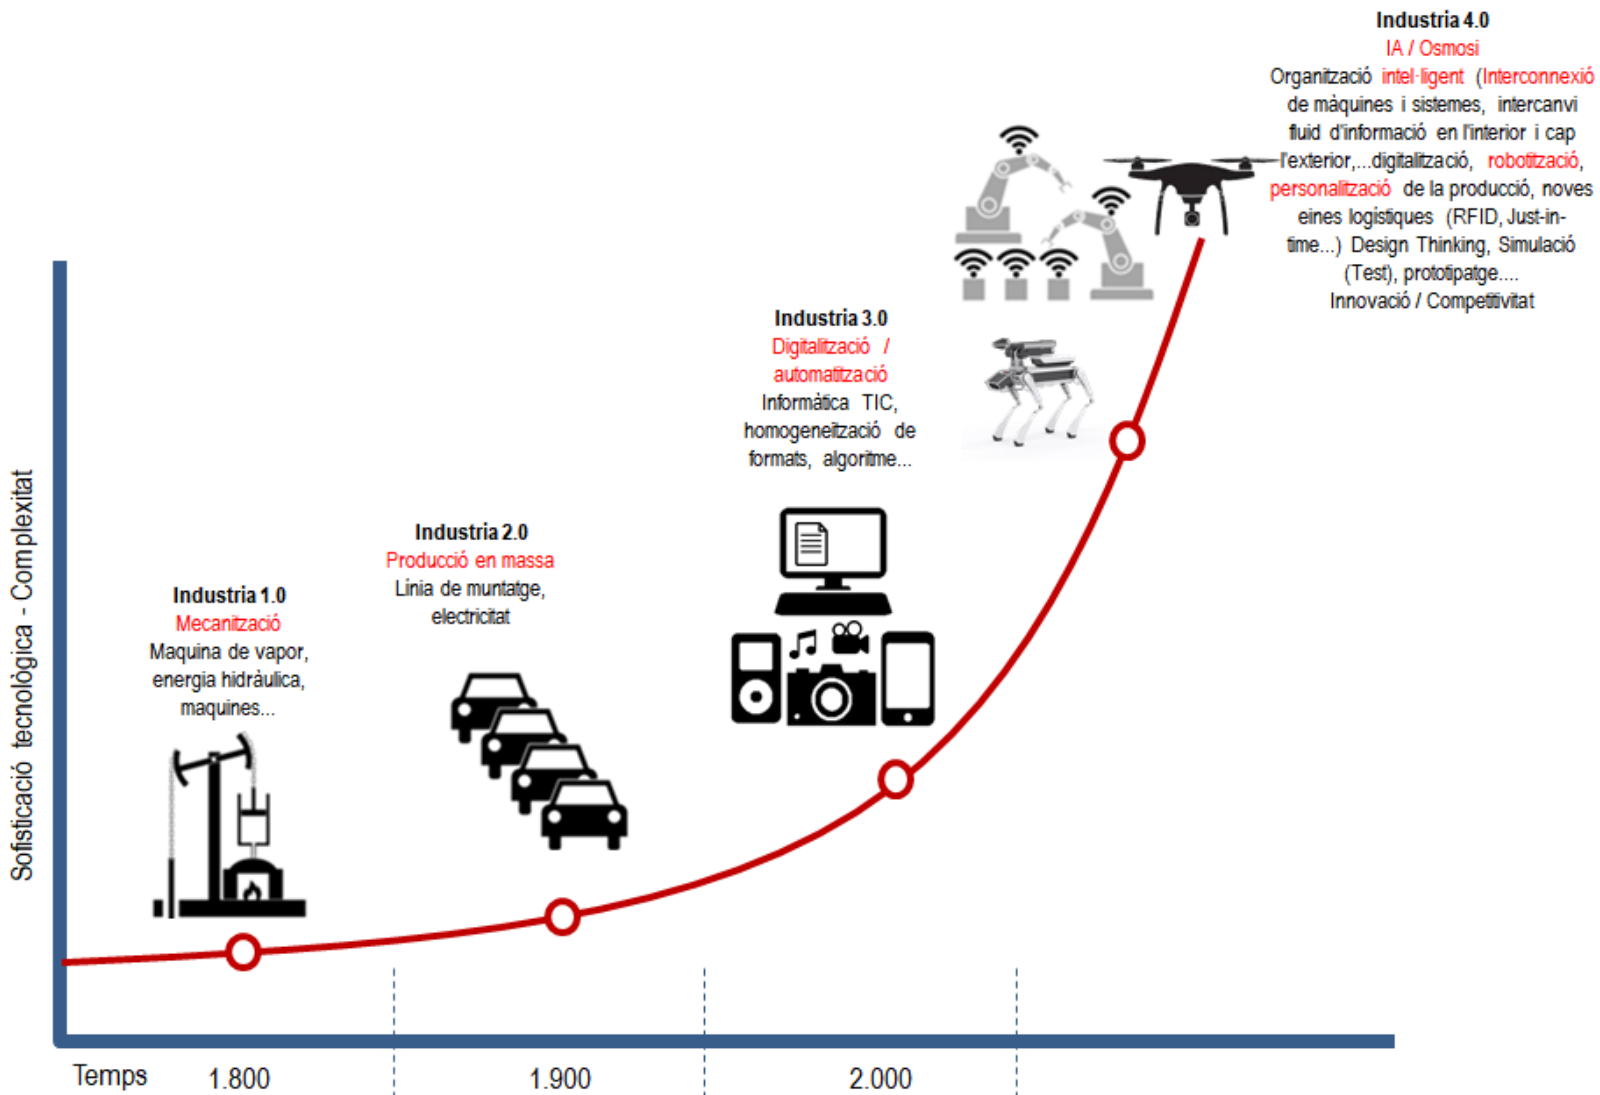 Industria 4.0
IA / Osmosi
Organització intel·ligent (Interconnexió
de màquines i sistemes, intercanvi
fluid d'informació en l'interior i cap
l'exterior,...digitalització, robotització,
personalització de la producció, noves
eines logístiques (RFID, Just-in-
time...) Design Thinking, Simulació
(Test), prototipatge....
Innovació / Competitivitat
Industria 3.0
Digitalització /
automatització
Informàtica TIC,
homogeneïtzació de
formats, algoritme...
Industria 2.0
Producció en massa
Línia de muntatge,
electricitat
Industria 1.0
Mecanització
Maquina de vapor,
energia hidràulica,
maquines...
Sofisticació tecnològica - Complexitat
Temps 1.800 1.900 2.000